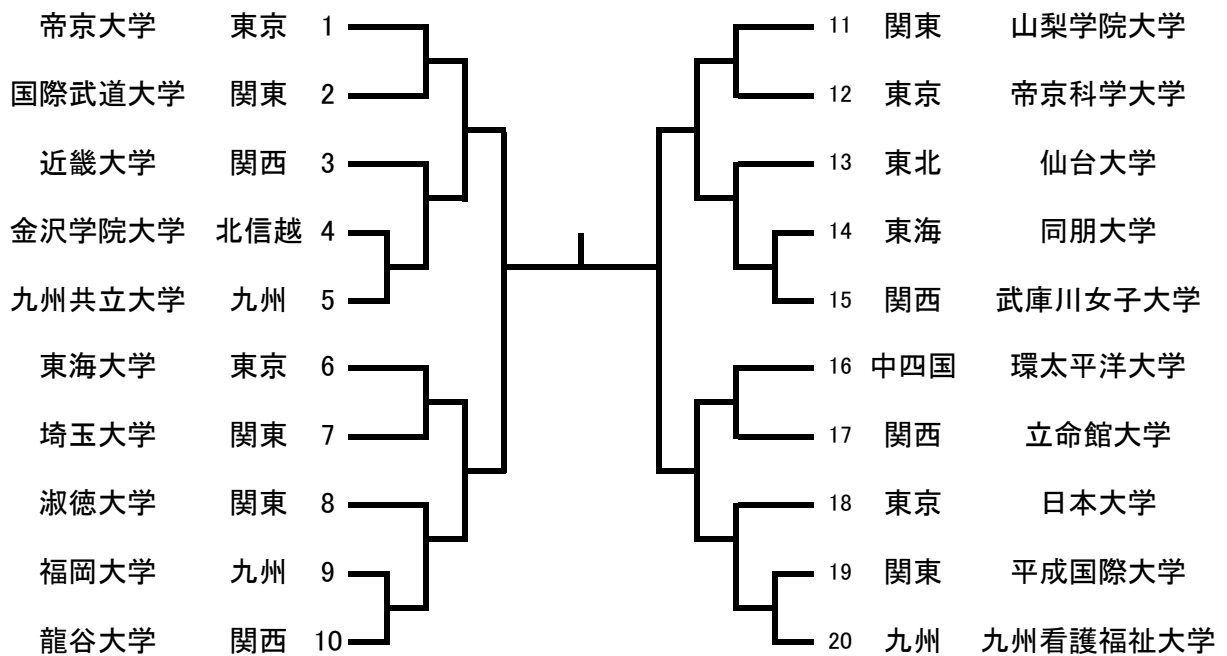 帝京大学 東京 1
国際武道大学 関東 2
近畿大学 関西 3
金沢学院大学 北信越 4
九州共立大学 九州 5
東海大学 東京 6
埼玉大学 関東 7
淑徳大学 関東 8
福岡大学 九州 9
龍谷大学 関西 10
11 関東 山梨学院大学
12 東京 帝京科学大学
13 東北 仙台大学
14 東海 同朋大学
15 関西 武庫川女子大学
16 中四国 環太平洋大学
17 関西 立命館大学
18 東京 日本大学
19 関東 平成国際大学
20 九州 九州看護福祉大学